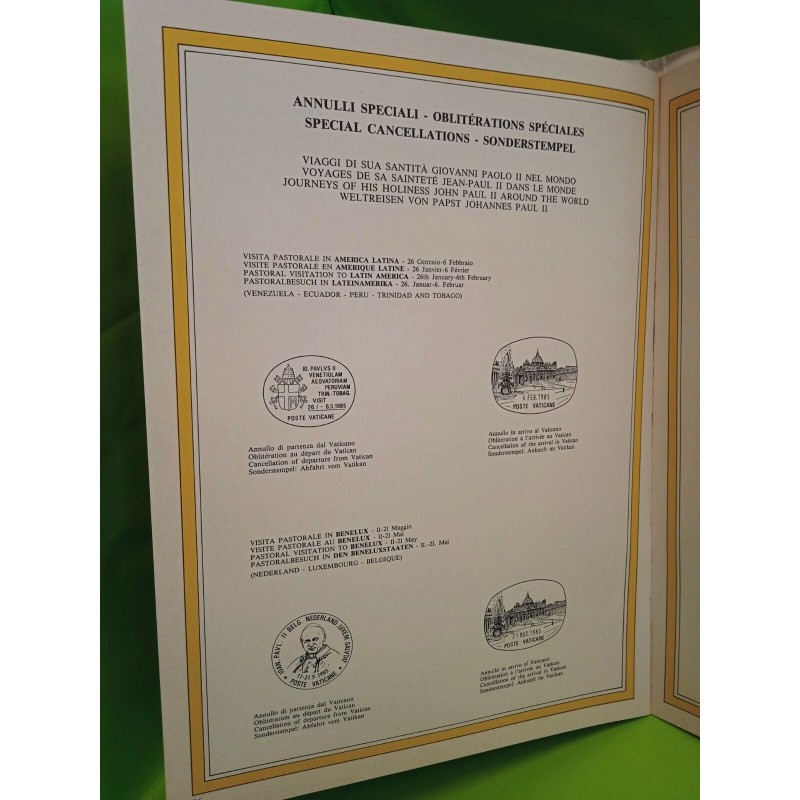 ANNULLI SPECIALI - OBLITÉRATIONS SPÉCIALES
SPECIAL CANCELLATIONS - SONDERSTEMPEL
VIAGGI DI SUA SANTITÀ GIOVANNI PAOLO II NEL MONDO
VOYAGES DE SA SAINTETÉ JEAN-PAUL II DANS LE MONDE
JOURNEYS OF HIS HOLINESS JOHN PAUL II AROUND THE WORLD
WELTREISEN VON PAPST JOHANNES PAUL II
VISITA PASTORALE IN AMERICA LATINA - 26 Gennaio-6 Febbraio
VISITE PASTORALE EN AMERIQUE LATINE - 26 Janvier-6 Février
PASTORAL VISITATION TO LATIN AMERICA - 26th January-6th February
PASTORALBESUCH IN LATEINAMERIKA - 26. Januar-6. Februar
(VENEZUELA - ECUADOR - PERU - TRINIDAD AND TOBAGO)
IO. PAVLVS II
VENETIOLAM
AEQVATORIAM
PERUVIAM
TRIN.-TOBAG.
VISIT
26.I - 6.II.1985
POSTE VATICANE
6 FEB. 1985
POSTE VATICANE
Annullo di partenza dal Vaticano
Oblitération au départ du Vatican
Cancellation of departure from Vatican
Sonderstempel: Abfahrt vom Vatikan
Annullo in arrivo al Vaticano
Oblitération à l'arrivée au Vatican
Cancellation of the arrival in Vatican
Sonderstempel: Ankunft im Vatikan
VISITA PASTORALE IN BENELUX - 11-21 Maggio
VISITE PASTORALE AU BENELUX - 11-21 Mai
PASTORAL VISITATION TO BENELUX - 11-21 May
PASTORALBESUCH IN DEN BENELUXSTAATEN - 11.-21. Mai
(NEDERLAND - LUXEMBOURG - BELGIQUE)
IOAN. PAVL. II BELG. NEDERLAND. LVXEM. SALVTAT
11-21.5.1985
POSTE VATICANE
POSTE VATICANE
Annullo di partenza dal Vaticano
Oblitération au départ du Vatican
Cancellation of departure from Vatican
Sonderstempel: Abfahrt vom Vatikan
Annullo in arrivo al Vaticano
Oblitération à l'arrivée au Vatican
Cancellation of the arrival in Vatican
Sonderstempel: Ankunft im Vatikan